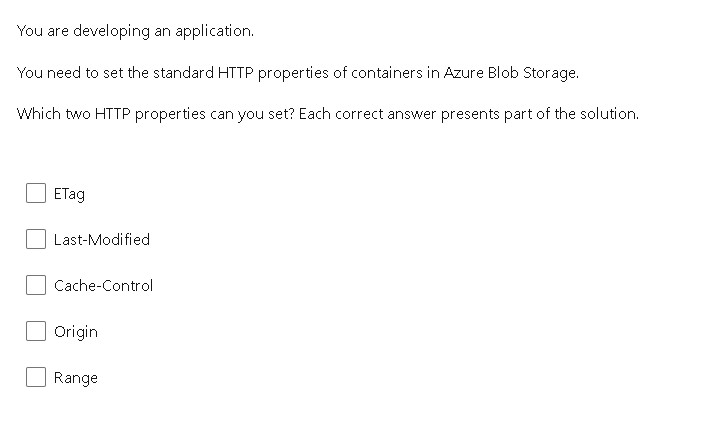 You are developing an application.
You need to set the standard HTTP properties of containers in Azure Blob Storage.
Which two HTTP properties can you set? Each correct answer presents part of the solution.
ETag
Last-Modified
Cache-Control
Origin
Range